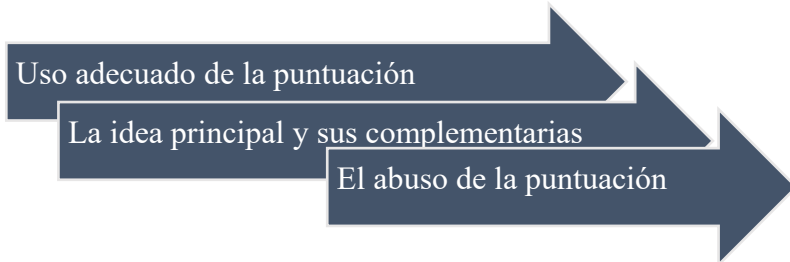 Uso adecuado de la puntuación
La idea principal y sus complementarias
El abuso de la puntuación